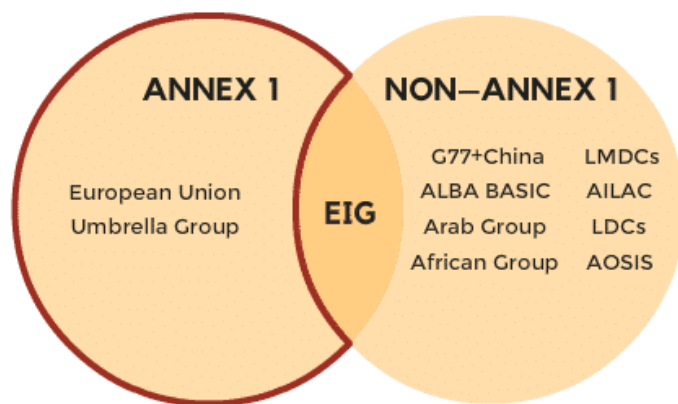 ANNEX 1
European Union
Umbrella Group
EIG
NON—ANNEX 1
G77+China
ALBA BASIC
Arab Group
African Group
LMDCs
AILAC
LDCs
AOSIS